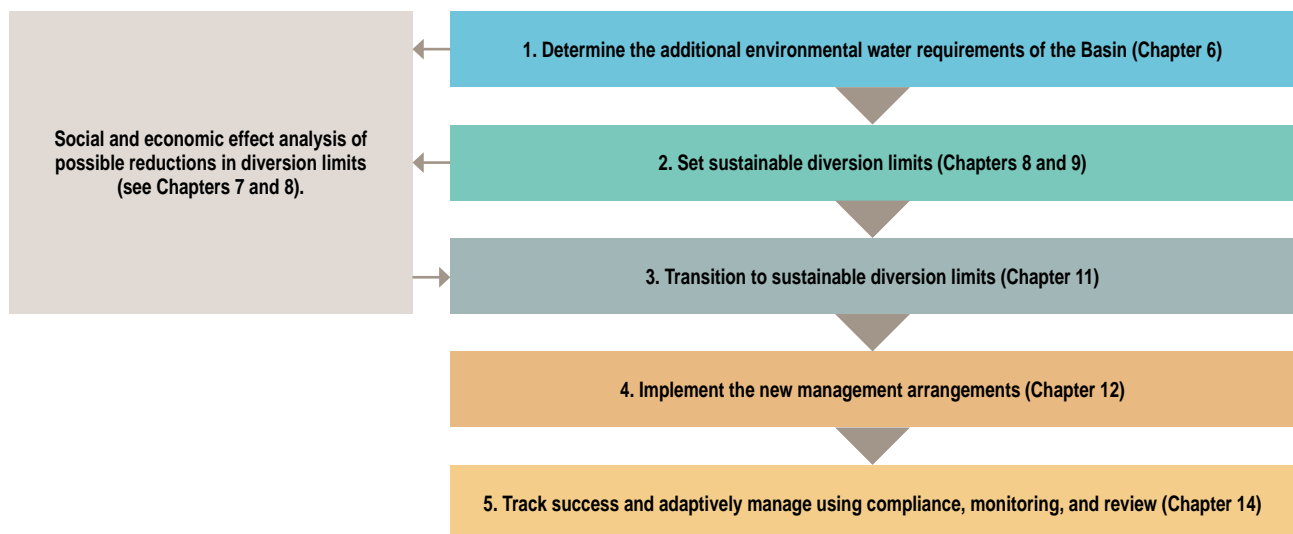 1. Determine the additional environmental water requirements of the Basin (Chapter 6)
Social and economic effect analysis of
possible reductions in diversion limits
(see Chapters 7 and 8).
2. Set sustainable diversion limits (Chapters 8 and 9)
3. Transition to sustainable diversion limits (Chapter 11)
4. Implement the new management arrangements (Chapter 12)
5. Track success and adaptively manage using compliance, monitoring, and review (Chapter 14)